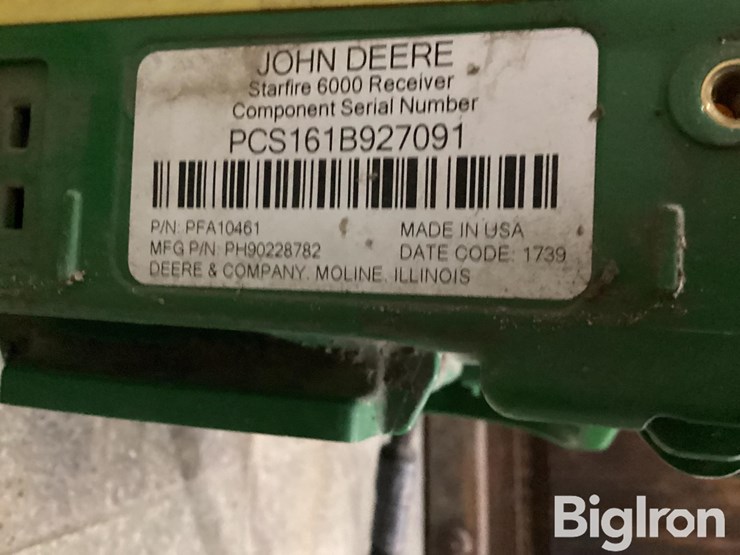 JOHN DEERE
Starfire 6000 Receiver
Component Serial Number
PCS161B927091
P/N: PFA10461 MADE IN USA
MFG P/N: PH90228782 DATE CODE: 1739
DEERE & COMPANY. MOLINE. ILLINOIS
BigIron